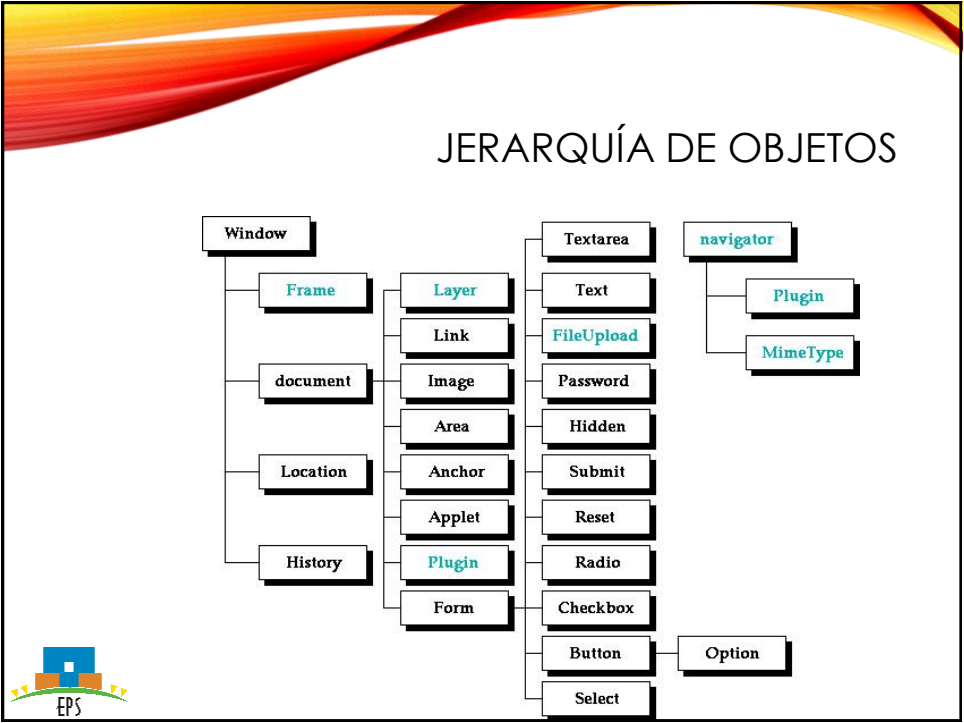 JERARQUÍA DE OBJETOS
Window
Frame
document
Location
History
Layer
Link
Image
Area
Anchor
Applet
Plugin
Form
Textarea
Text
FileUpload
Password
Hidden
Submit
Reset
Radio
Checkbox
Button
Select
Option
navigator
Plugin
MimeType
EPS